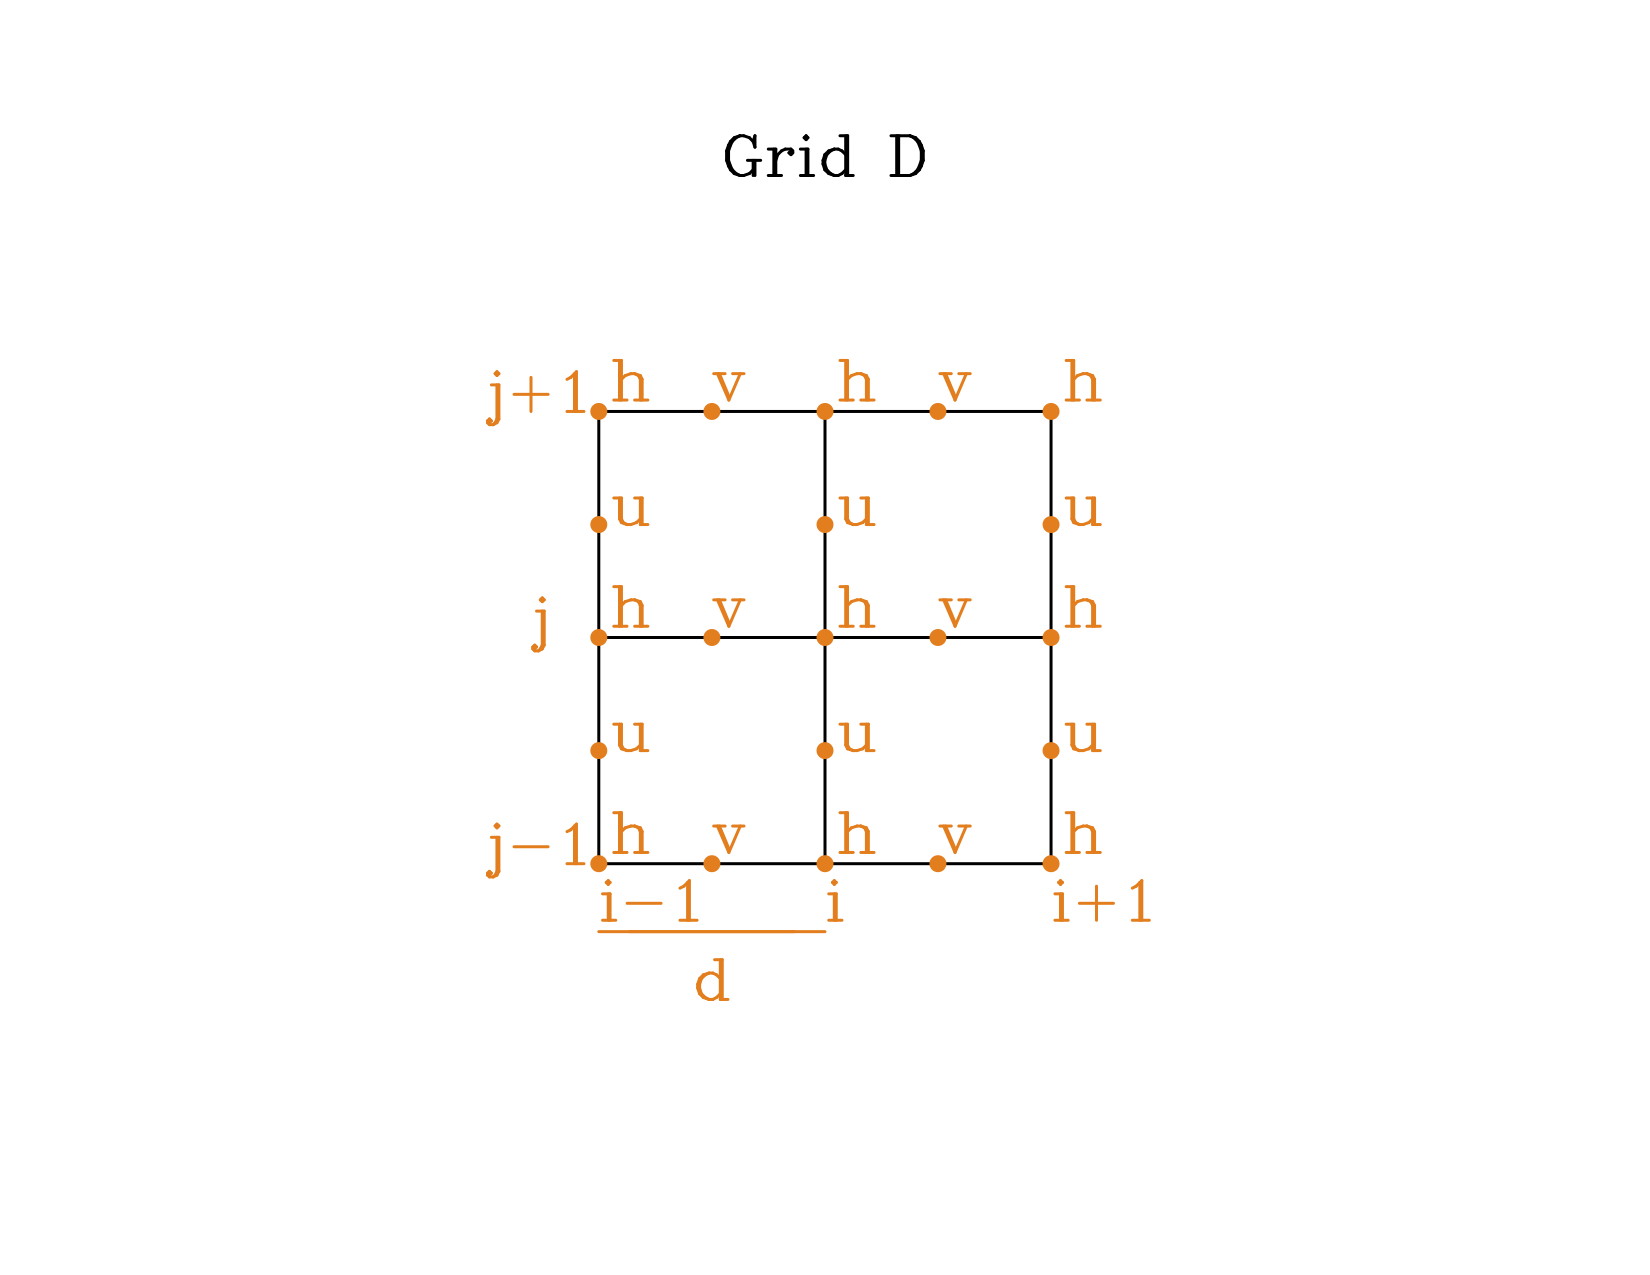 Grid D
j+1 h v h v h
u u u
j h v h v h
u u u
j-1 h v h v h
i-1 i i+1
d